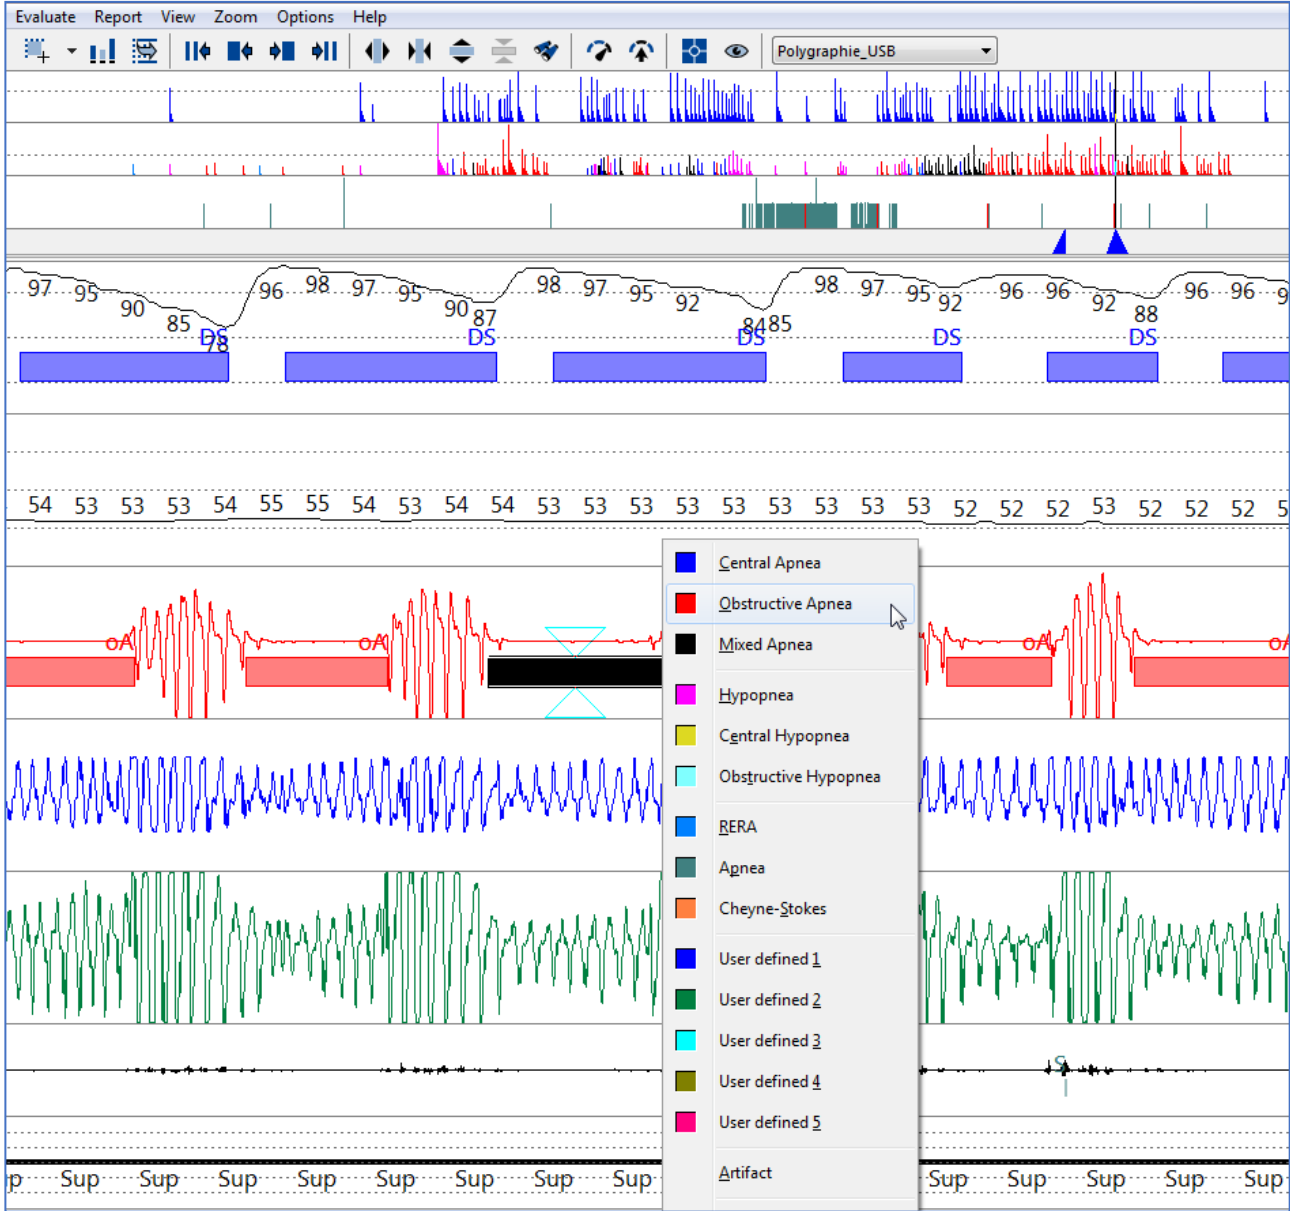 Evaluate Report View Zoom Options Help
Polygraphie_USB
97 95 90 85 78 96 98 97 95 90 87 98 97 95 92 84 85 98 97 95 92 96 96 92 88 96 96 9
DS DS DS DS DS
54 53 53 53 54 55 55 54 53 54 54 53 53 53 53 53 53 53 53 53 52 52 52 53 52 52 52 5
oA oA oA oA
Central Apnea
Obstructive Apnea
Mixed Apnea
Hypopnea
Central Hypopnea
Obstructive Hypopnea
RERA
Apnea
Cheyne-Stokes
User defined 1
User defined 2
User defined 3
User defined 4
User defined 5
Artifact
S
p Sup Sup Sup Sup Sup Sup Sup Sup Sup Sup Sup Sup Sup